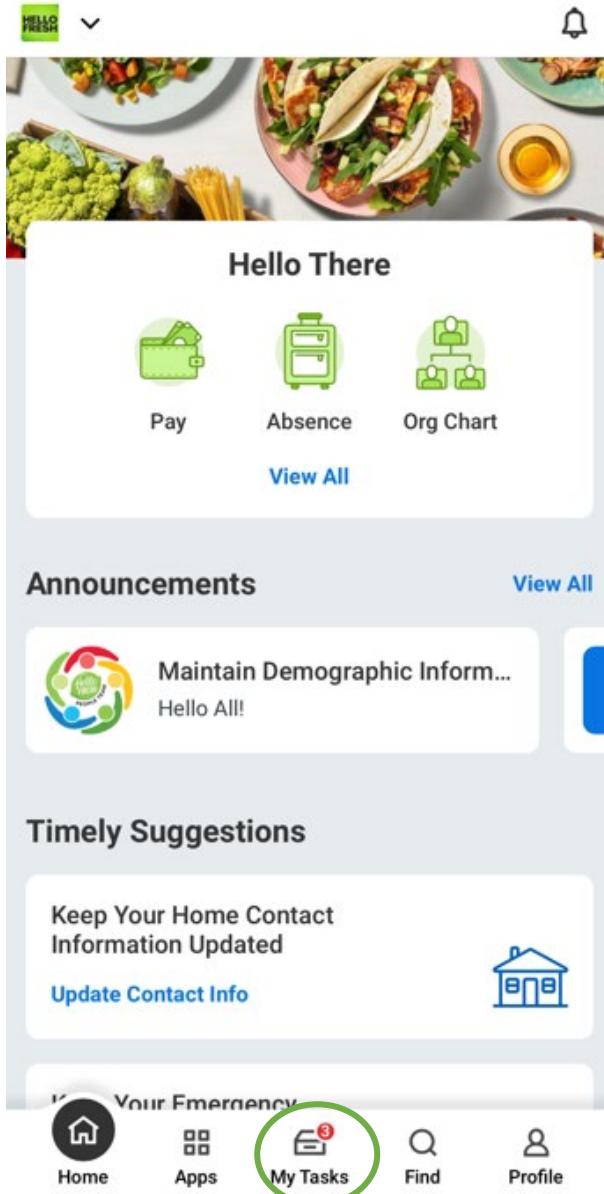 HELLO
FRESH
Hello There
Pay
Absence
Org Chart
View All
Announcements
View All
Maintain Demographic Inform...
Hello All!
Timely Suggestions
Keep Your Home Contact
Information Updated
Update Contact Info
Your Emergency
3
Home
Apps
My Tasks
Find
Profile